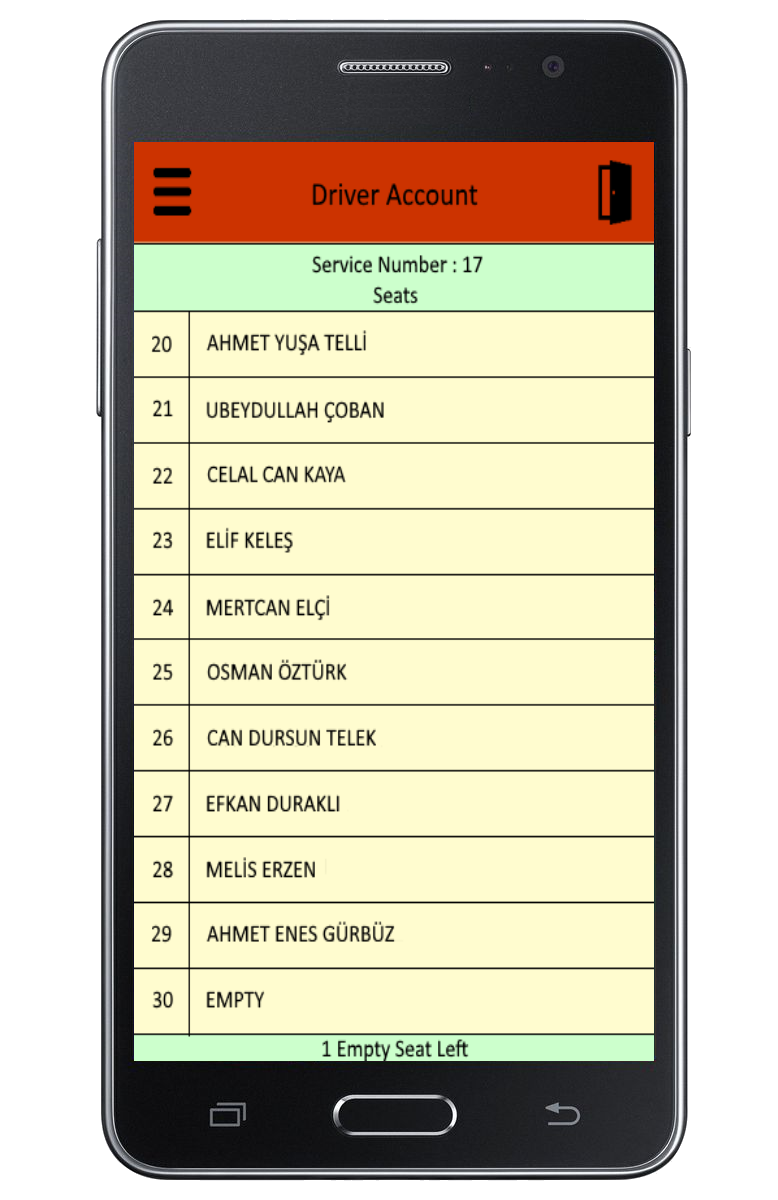 Driver Account
Service Number : 17
Seats
20 AHMET YUŞA TELLİ
21 UBEYDULLAH ÇOBAN
22 CELAL CAN KAYA
23 ELİF KELEŞ
24 MERTCAN ELÇİ
25 OSMAN ÖZTÜRK
26 CAN DURSUN TELEK
27 EFKAN DURAKLI
28 MELİS ERZEN
29 AHMET ENES GÜRBÜZ
30 EMPTY
1 Empty Seat Left